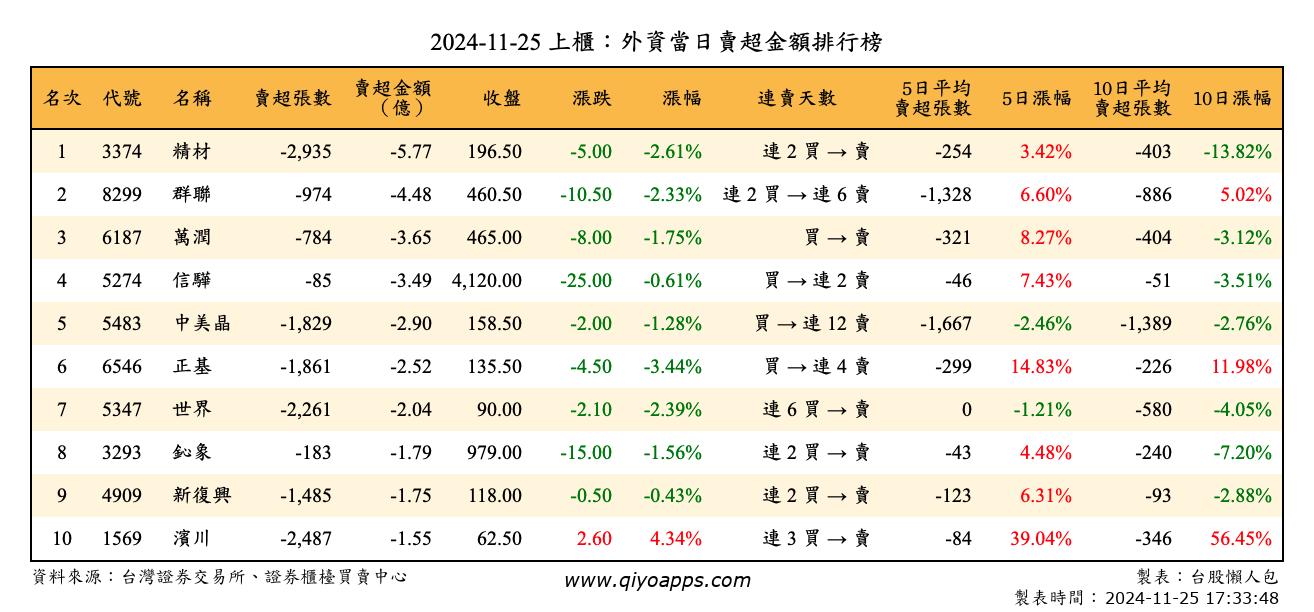 2024-11-25 上櫃：外資當日賣超金額排行榜
名次 代號 名稱 賣超張數 賣超金額（億） 收盤 漲跌 漲幅 連賣天數 5日平均賣超張數 5日漲幅 10日平均賣超張數 10日漲幅
1 3374 精材 -2,935 -5.77 196.50 -5.00 -2.61% 連 2 買 → 賣 -254 3.42% -403 -13.82%
2 8299 群聯 -974 -4.48 460.50 -10.50 -2.33% 連 2 買 → 連 6 賣 -1,328 6.60% -886 5.02%
3 6187 萬潤 -784 -3.65 465.00 -8.00 -1.75% 買 → 賣 -321 8.27% -404 -3.12%
4 5274 信驊 -85 -3.49 4,120.00 -25.00 -0.61% 買 → 連 2 賣 -46 7.43% -51 -3.51%
5 5483 中美晶 -1,829 -2.90 158.50 -2.00 -1.28% 買 → 連 12 賣 -1,667 -2.46% -1,389 -2.76%
6 6546 正基 -1,861 -2.52 135.50 -4.50 -3.44% 買 → 連 4 賣 -299 14.83% -226 11.98%
7 5347 世界 -2,261 -2.04 90.00 -2.10 -2.39% 連 6 買 → 賣 0 -1.21% -580 -4.05%
8 3293 鈊象 -183 -1.79 979.00 -15.00 -1.56% 連 2 買 → 賣 -43 4.48% -240 -7.20%
9 4909 新復興 -1,485 -1.75 118.00 -0.50 -0.43% 連 2 買 → 賣 -123 6.31% -93 -2.88%
10 1569 濱川 -2,487 -1.55 62.50 2.60 4.34% 連 3 買 → 賣 -84 39.04% -346 56.45%
資料來源：台灣證券交易所、證券櫃檯買賣中心 www.qiyoapps.com 製表：台股懶人包
製表時間：2024-11-25 17:33:48